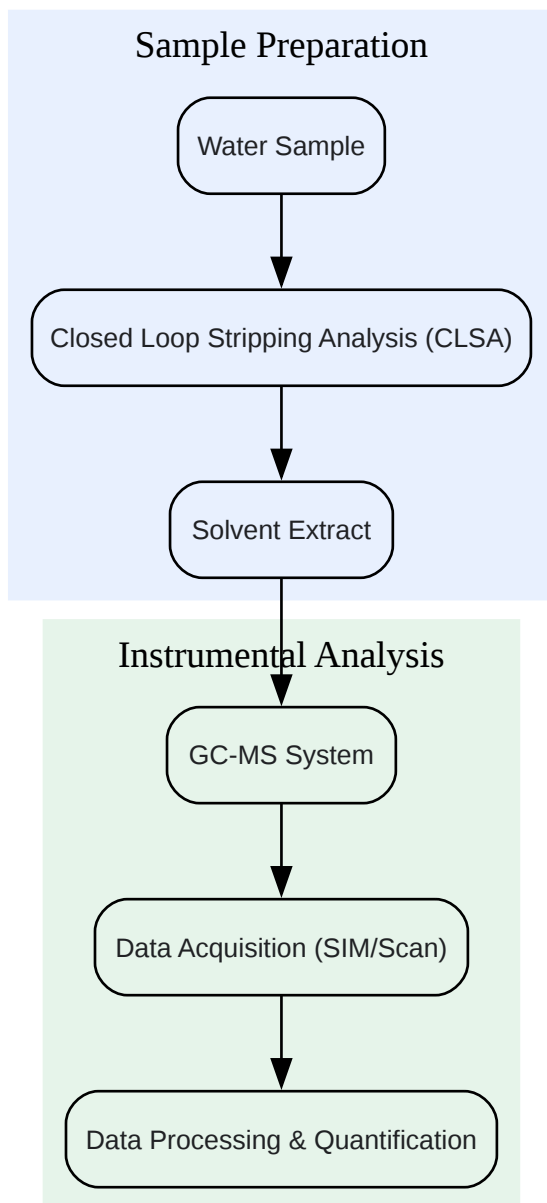 Sample Preparation
Water Sample
Closed Loop Stripping Analysis (CLSA)
Solvent Extract
Instrumental Analysis
GC-MS System
Data Acquisition (SIM/Scan)
Data Processing & Quantification